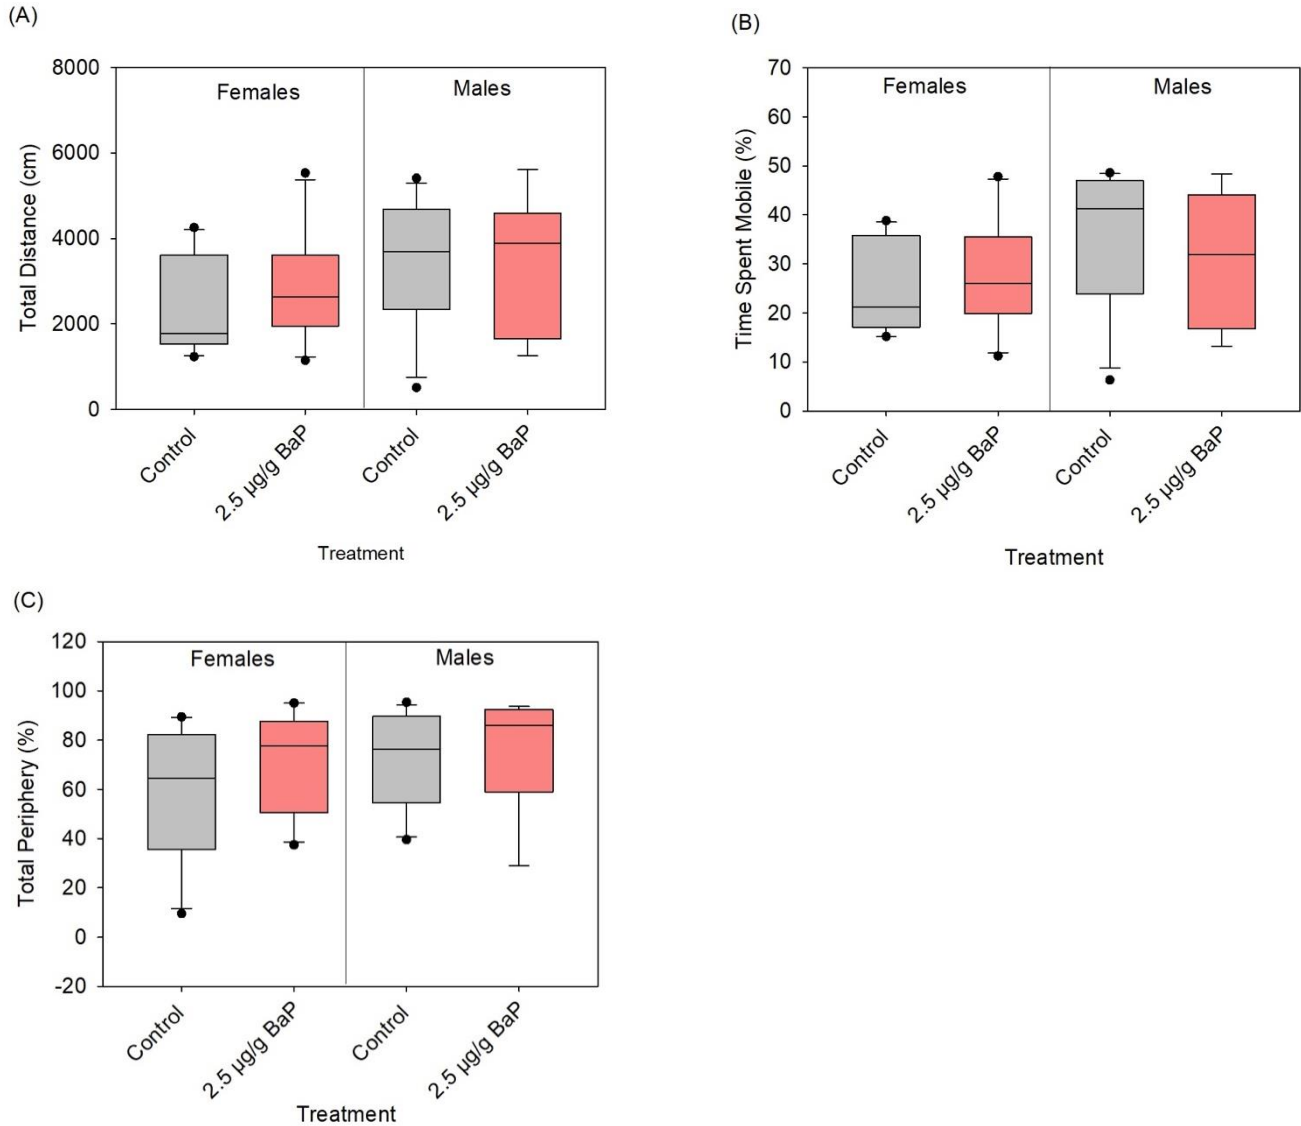 (A)
Total Distance (cm)
8000
6000
4000
2000
0
Females
Males
Control
2.5 µg/g BaP
Control
2.5 µg/g BaP
Treatment
(B)
Time Spent Mobile (%)
70
60
50
40
30
20
10
0
Females
Males
Control
2.5 µg/g BaP
Control
2.5 µg/g BaP
Treatment
(C)
Total Periphery (%)
120
100
80
60
40
20
0
-20
Females
Males
Control
2.5 µg/g BaP
Control
2.5 µg/g BaP
Treatment